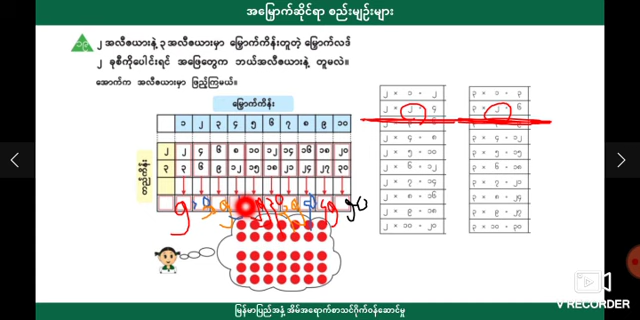 အမြှောက်ဆိုင်ရာ စည်းမျဉ်းများ
၂ အလီဇယားနဲ့ ၃ အလီဇယားမှာ မြှောက်ကိန်းတူတဲ့ မြှောက်လဒ်
၂ ခုစီကိုပေါင်းရင် အဖြေတွေက ဘယ်အလီဇယားနဲ့ တူမလဲ။
အောက်က အလီဇယားမှာ ဖြည့်ကြမယ်။
မြှောက်ကိန်း
၁ ၂ ၃ ၄ ၅ ၆ ၇ ၈ ၉ ၁၀
၂ ၂ ၄ ၆ ၈ ၁၀ ၁၂ ၁၄ ၁၆ ၁၈ ၂၀
၃ ၃ ၆ ၉ ၁၂ ၁၅ ၁၈ ၂၁ ၂၄ ၂၇ ၃၀
တည်ကိန်း
၂ × ၁ = ၂
၂ × ၂ = ၄
၂ × ၄ = ၈
၂ × ၅ = ၁၀
၂ × ၆ = ၁၂
၂ × ၇ = ၁၄
၂ × ၈ = ၁၆
၂ × ၉ = ၁၈
၂ × ၁၀ = ၂၀
၃ × ၁ = ၃
၃ × ၂ = ၆
၃ × ၄ = ၁၂
၃ × ၅ = ၁၅
၃ × ၆ = ၁၈
၃ × ၇ = ၂၁
၃ × ၈ = ၂၄
၃ × ၉ = ၂၇
၃ × ၁၀ = ၃၀
V RECORDER
မြန်မာပြည်အနှံ့ အိမ်အရောက်စာသင်ဝိုက်ဝန်ဆောင်မှု